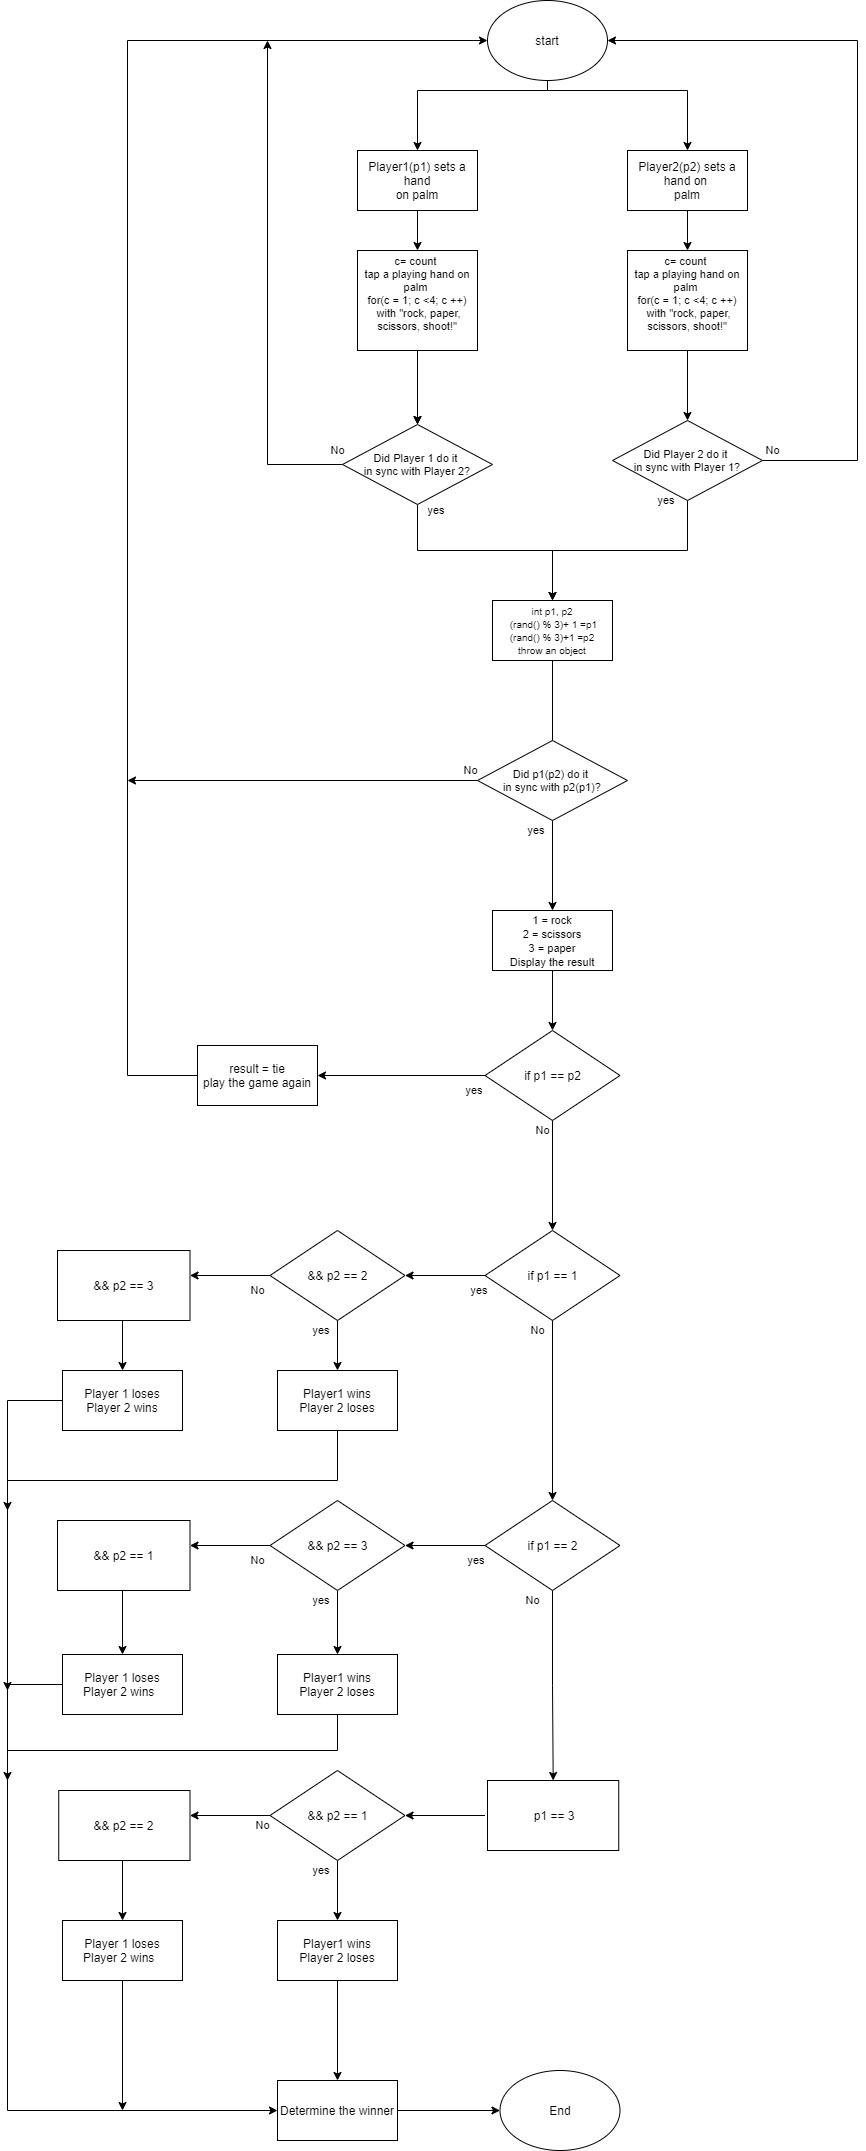 start
Player1(p1) sets a
hand
on palm
Player2(p2) sets a
hand on
palm
c= count
tap a playing hand on
palm
for(c = 1; c <4; c ++)
with "rock, paper,
scissors, shoot!"
c= count
tap a playing hand on
palm
for(c = 1; c <4; c ++)
with "rock, paper,
scissors, shoot!"
No
Did Player 1 do it
in sync with Player 2?
yes
Did Player 2 do it
in sync with Player 1?
No
yes
int p1, p2
(rand() % 3)+ 1 =p1
(rand() % 3)+1 =p2
throw an object
No
Did p1(p2) do it
in sync with p2(p1)?
yes
1 = rock
2 = scissors
3 = paper
Display the result
result = tie
play the game again
yes
if p1 == p2
No
&& p2 == 3
No
&& p2 == 2
yes
yes
if p1 == 1
No
Player 1 loses
Player 2 wins
Player1 wins
Player 2 loses
&& p2 == 1
No
&& p2 == 3
yes
yes
if p1 == 2
No
Player 1 loses
Player 2 wins
Player1 wins
Player 2 loses
&& p2 == 2
No
&& p2 == 1
yes
p1 == 3
Player 1 loses
Player 2 wins
Player1 wins
Player 2 loses
Determine the winner
End